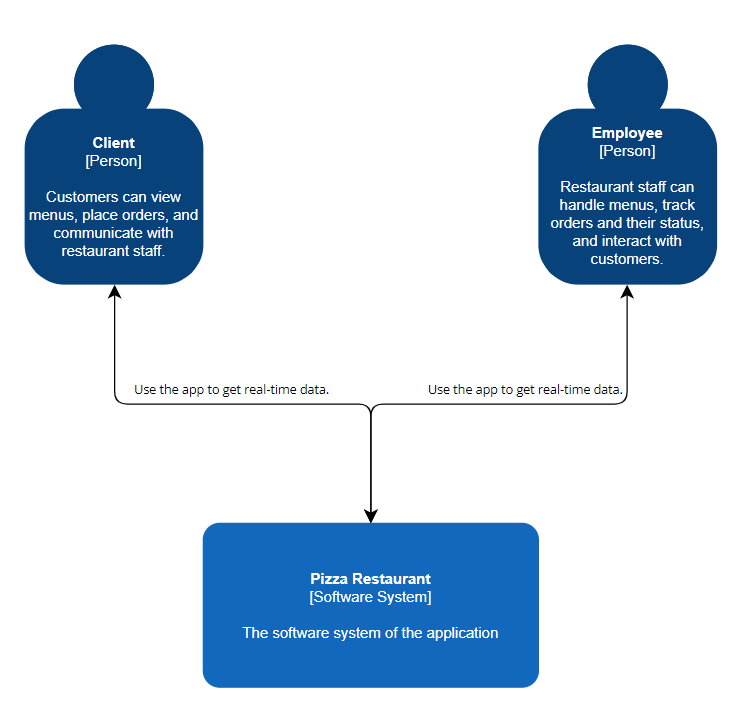 Client
[Person]
Customers can view
menus, place orders, and
communicate with
restaurant staff.
Employee
[Person]
Restaurant staff can
handle menus, track
orders and their status,
and interact with
customers.
Use the app to get real-time data.
Use the app to get real-time data.
Pizza Restaurant
[Software System]
The software system of the application